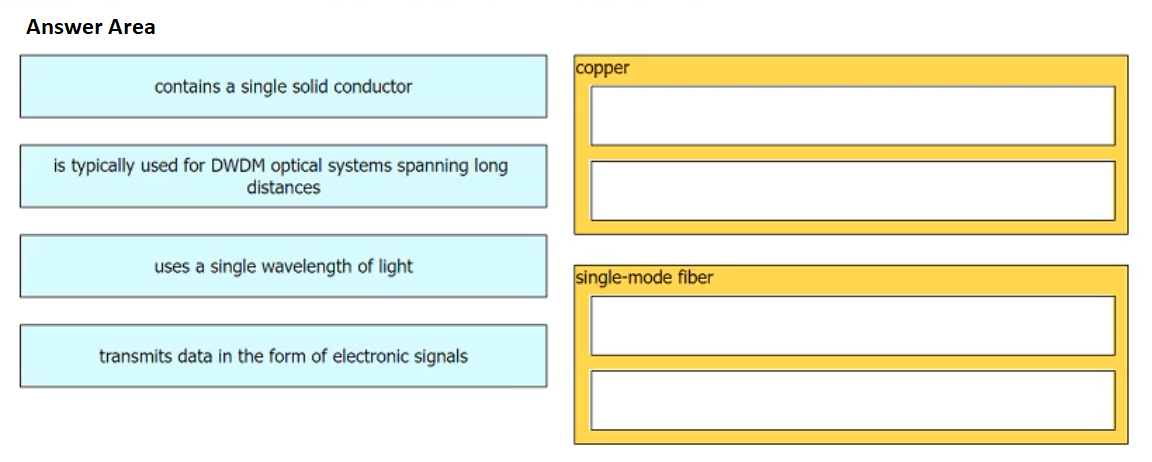 Answer Area
contains a single solid conductor
is typically used for DWDM optical systems spanning long
distances
uses a single wavelength of light
transmits data in the form of electronic signals
copper
single-mode fiber